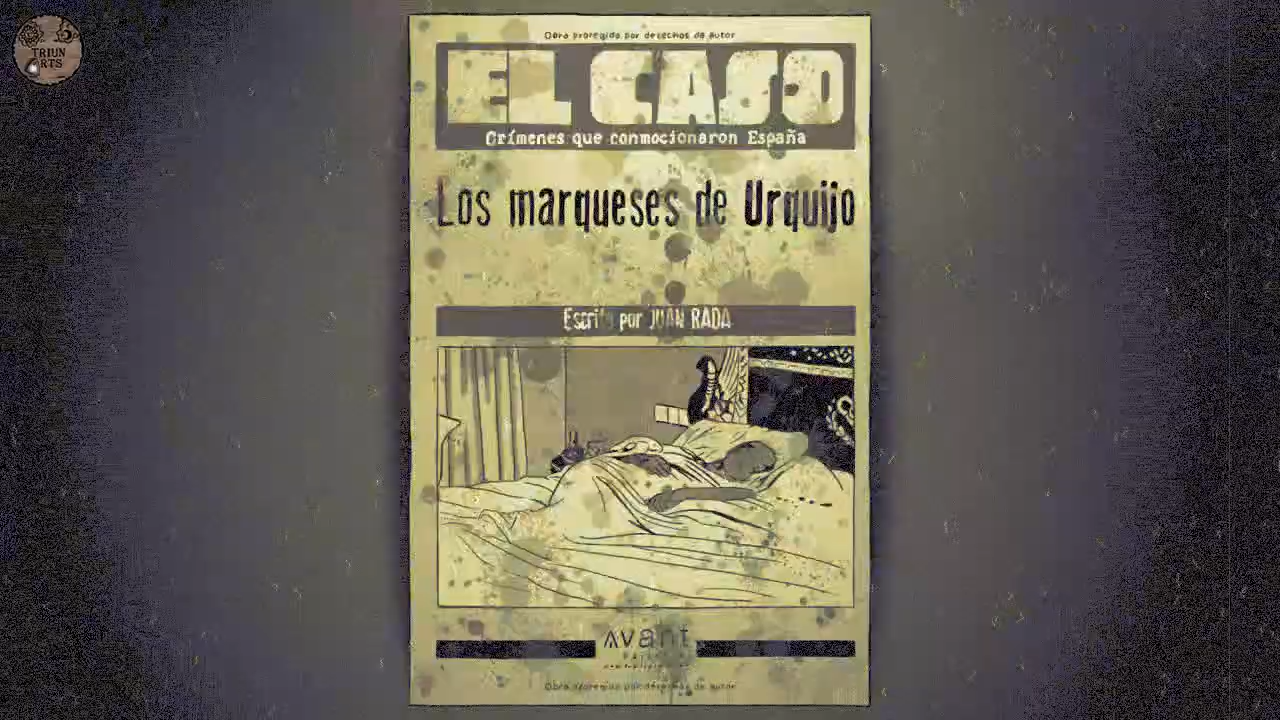 TRIUN
ARTS
Obra protegida por derechos de autor
EL CASO
Crímenes que conmocionaron España
Los marqueses de Urquijo
Escrito por JUAN RADA
Avant
Obra protegida por derechos de autor